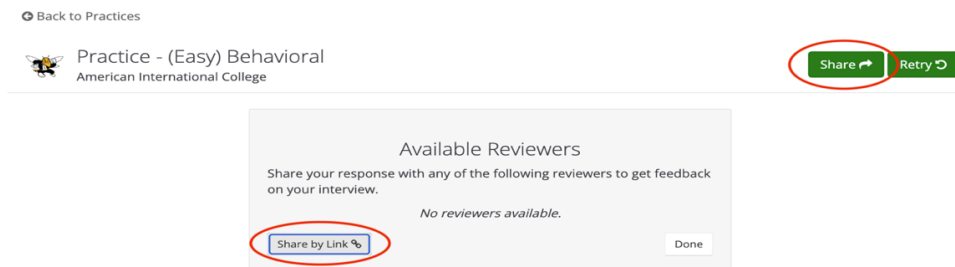 Back to Practices
Practice - (Easy) Behavioral
American International College
Share
Retry
Available Reviewers
Share your response with any of the following reviewers to get feedback
on your interview.
No reviewers available.
Share by Link
Done